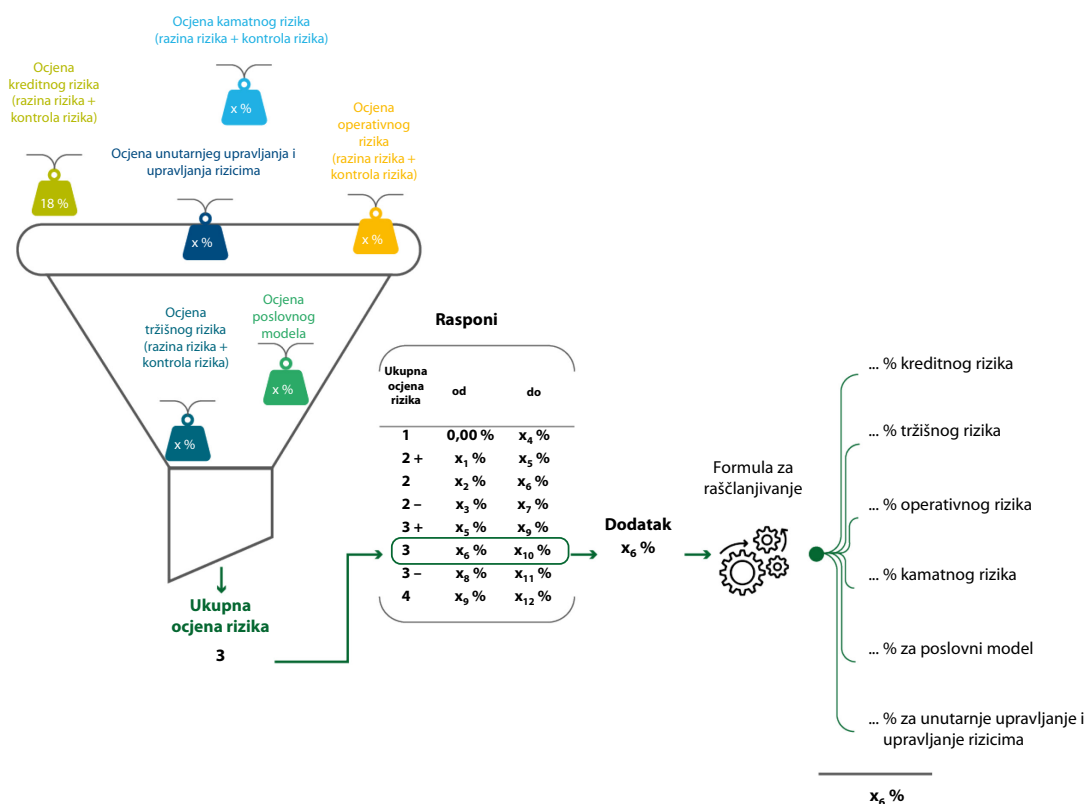 Ocjena kamatnog rizika
(razina rizika + kontrola rizika)
x %
Ocjena
kreditnog rizika
(razina rizika +
kontrola rizika)
18 %
Ocjena unutarnjeg upravljanja i
upravljanja rizicima
x %
Ocjena
operativnog
rizika
(razina rizika +
kontrola rizika)
x %
Ocjena
tržišnog rizika
(razina rizika +
kontrola rizika)
x %
Ocjena
poslovnog
modela
x %
Ukupna
ocjena rizika
3
Rasponi
Ukupna
ocjena
rizika
od
do
1 0,00 % x₄ %
2 + x₁ % x₅ %
2 x₂ % x₆ %
2 – x₃ % x₇ %
3 + x₅ % x₉ %
3 x₆ % x₁₀ %
3 – x₈ % x₁₁ %
4 x₉ % x₁₂ %
Dodatak
x₆ %
Formula za
raščlanjivanje
... % kreditnog rizika
... % tržišnog rizika
... % operativnog rizika
... % kamatnog rizika
... % za poslovni model
... % za unutarnje upravljanje i
upravljanje rizicima
x₆ %